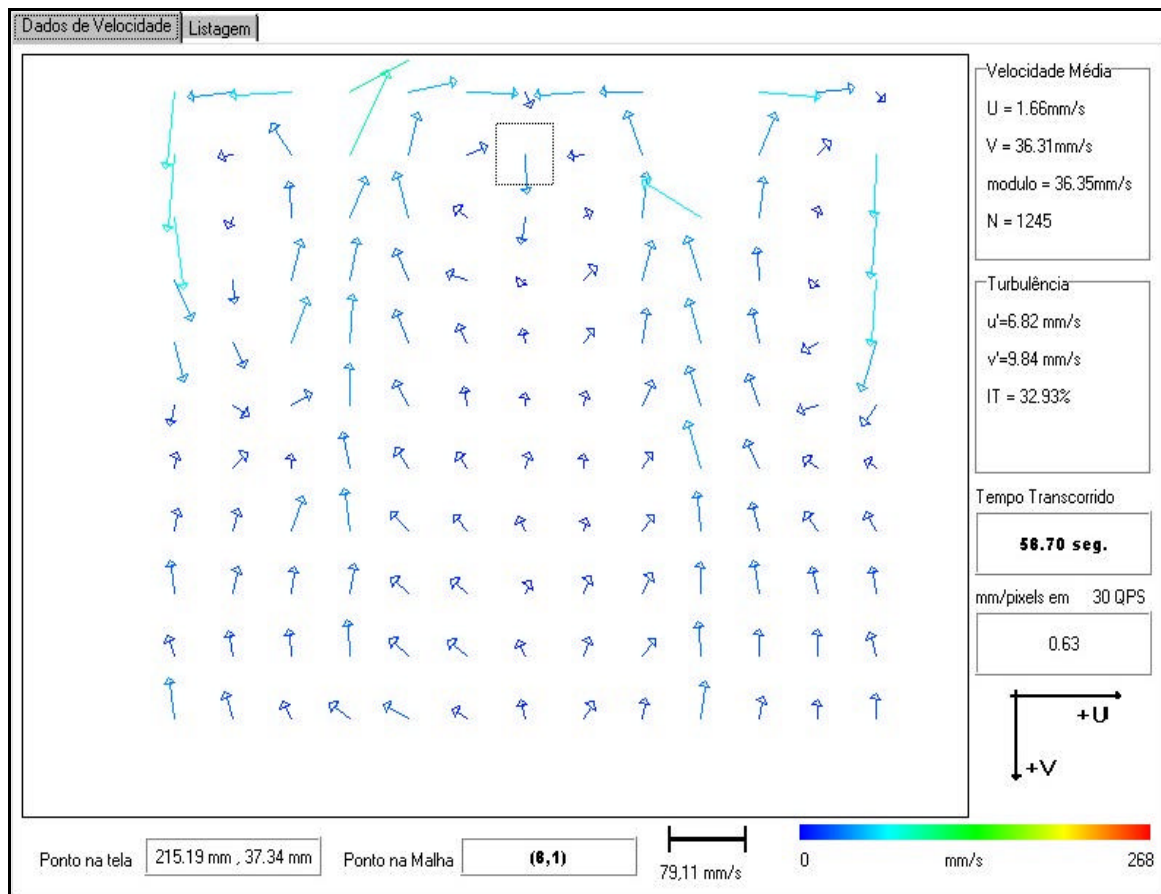 Dados de Velocidade Listagem
Velocidade Média
U = 1.66mm/s
V = 36.31mm/s
modulo = 36.35mm/s
N = 1245
Turbulência
u'=6.82 mm/s
v'=9.84 mm/s
IT = 32.93%
Tempo Transcorrido
56.70 seg.
mm/pixels em 30 QPS
0.63
+U
+V
Ponto na tela 215.19 mm , 37.34 mm Ponto na Malha (6,1)
79,11 mm/s
0 mm/s 268